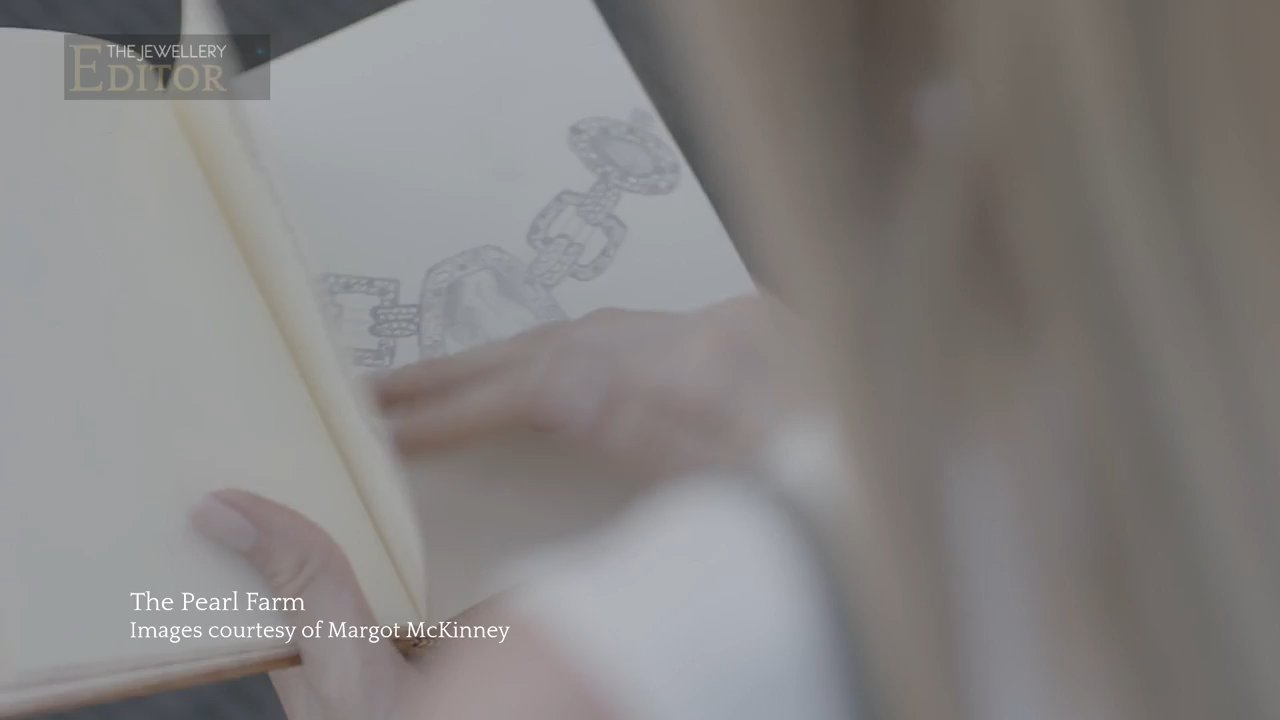 THE JEWELLERY
EDITOR
The Pearl Farm
Images courtesy of Margot McKinney